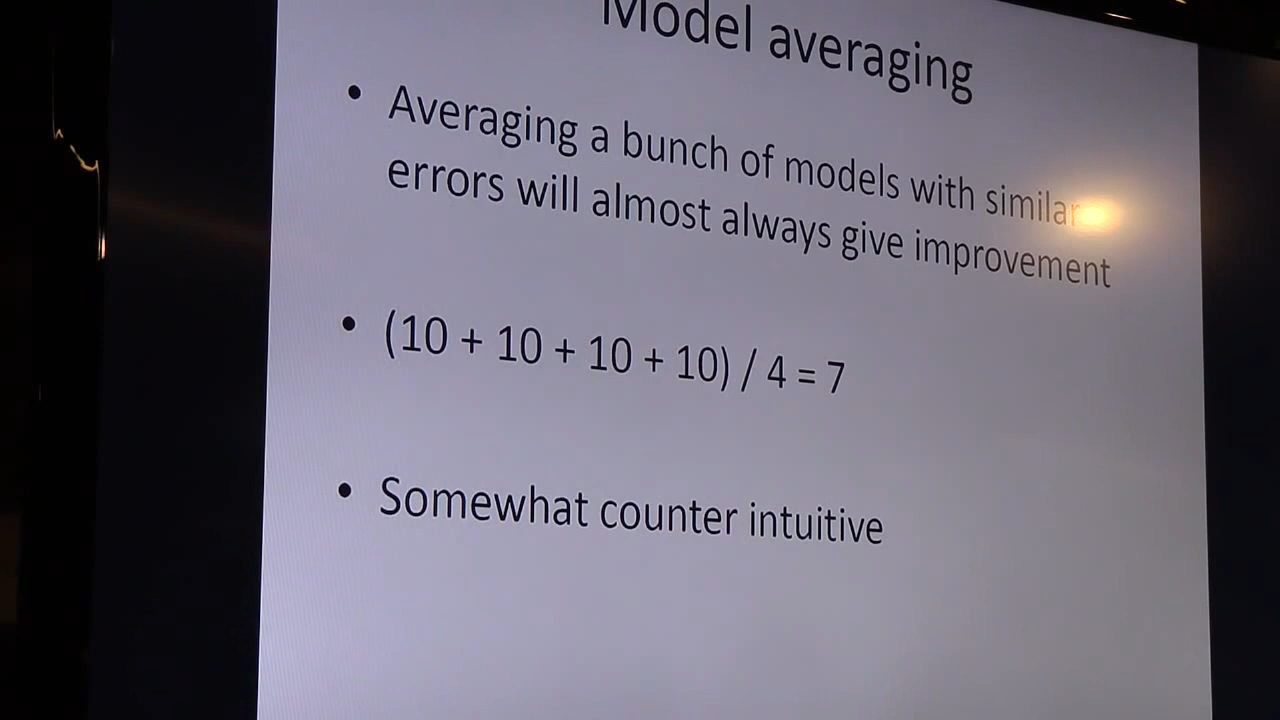 Model averaging
• Averaging a bunch of models with similar
errors will almost always give improvement
• (10 + 10 + 10 + 10) / 4 = 7
• Somewhat counter intuitive